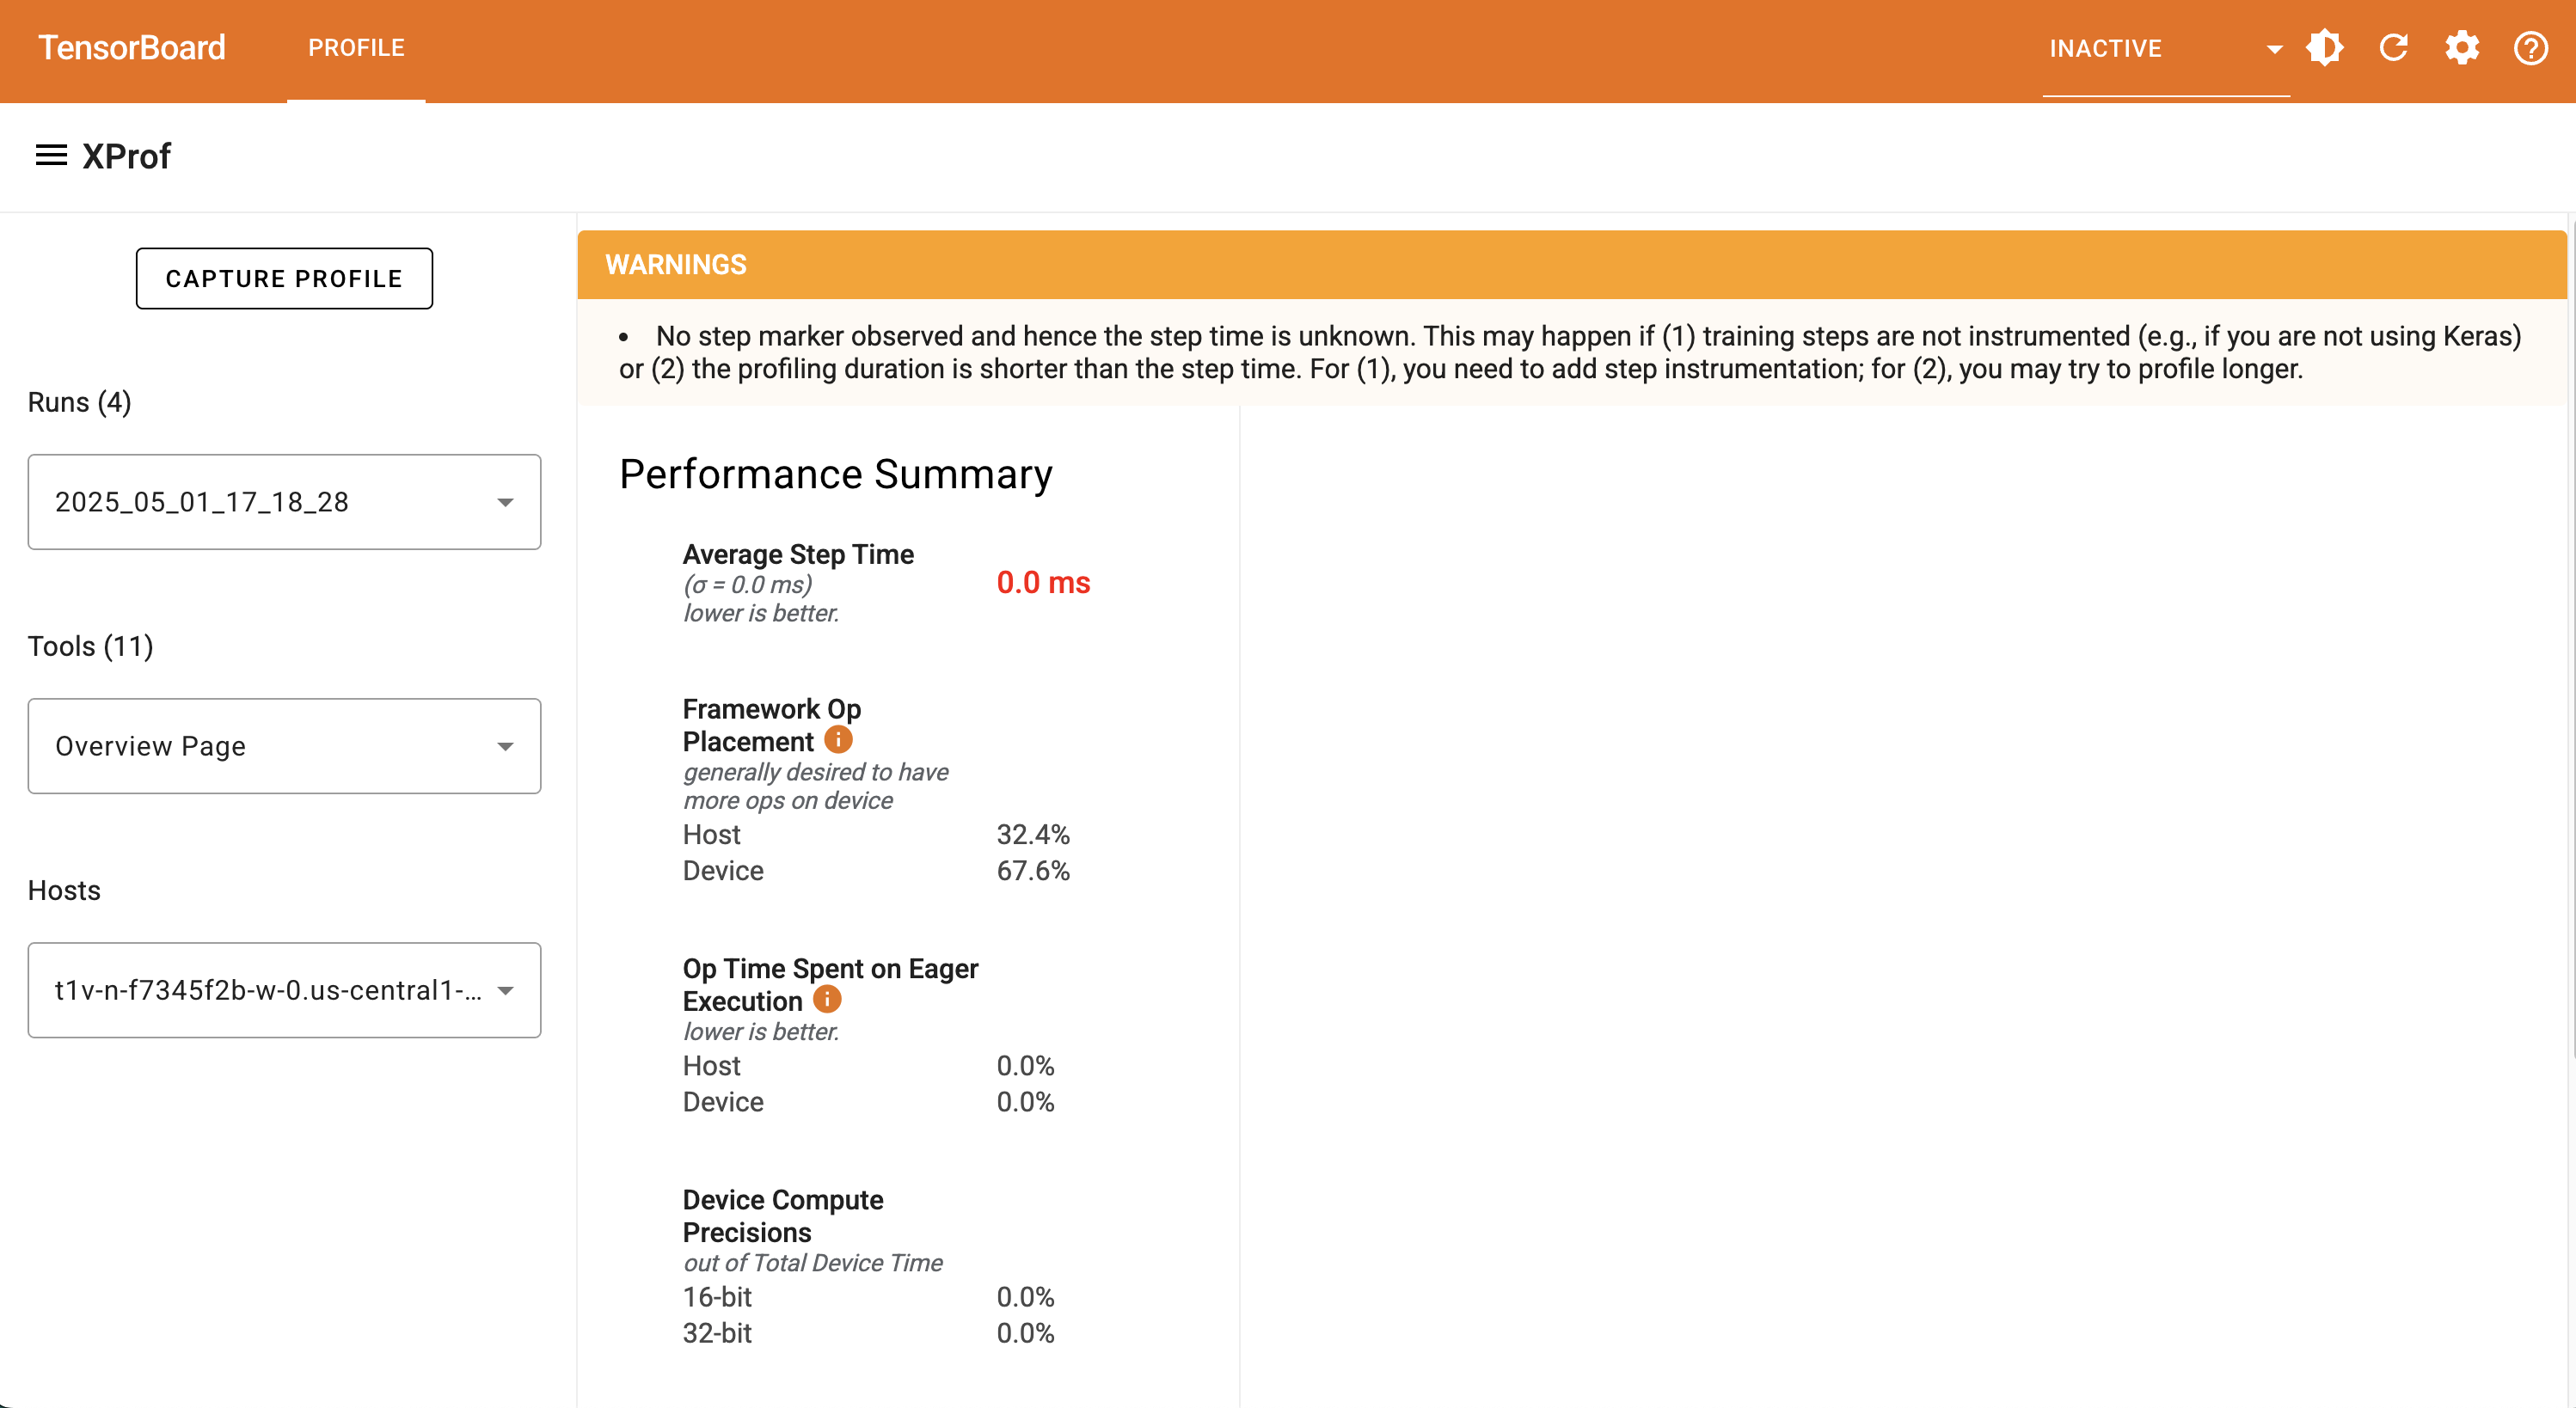 TensorBoard
PROFILE
INACTIVE
XProf
CAPTURE PROFILE
Runs (4)
2025_05_01_17_18_28
Tools (11)
Overview Page
Hosts
t1v-n-f7345f2b-w-0.us-central1-...
WARNINGS
• No step marker observed and hence the step time is unknown. This may happen if (1) training steps are not instrumented (e.g., if you are not using Keras)
or (2) the profiling duration is shorter than the step time. For (1), you need to add step instrumentation; for (2), you may try to profile longer.
Performance Summary
Average Step Time
(σ = 0.0 ms)
lower is better.
0.0 ms
Framework Op
Placement
generally desired to have
more ops on device
Host 32.4%
Device 67.6%
Op Time Spent on Eager
Execution
lower is better.
Host 0.0%
Device 0.0%
Device Compute
Precisions
out of Total Device Time
16-bit 0.0%
32-bit 0.0%